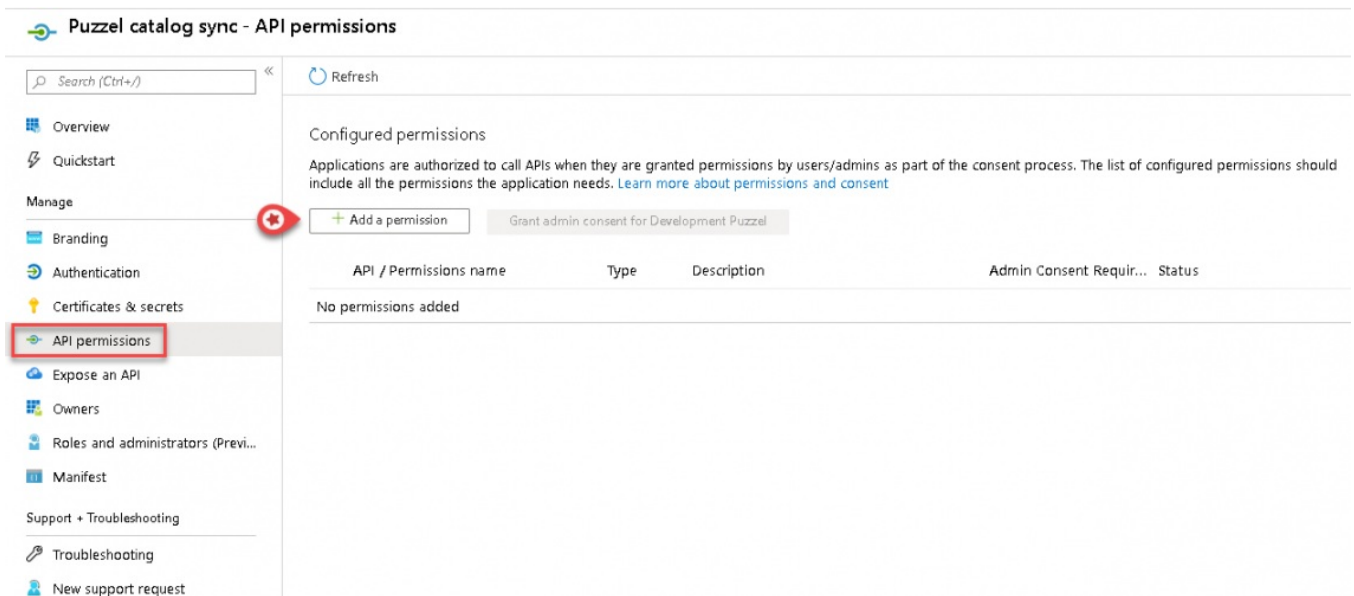 Puzzel catalog sync - API permissions
Search (Ctrl+/)
«
Overview
Quickstart
Manage
Branding
Authentication
Certificates & secrets
API permissions
Expose an API
Owners
Roles and administrators (Previ...
Manifest
Support + Troubleshooting
Troubleshooting
New support request
Refresh
Configured permissions
Applications are authorized to call APIs when they are granted permissions by users/admins as part of the consent process. The list of configured permissions should
include all the permissions the application needs. Learn more about permissions and consent
+ Add a permission Grant admin consent for Development Puzzel
API / Permissions name Type Description Admin Consent Requir... Status
No permissions added